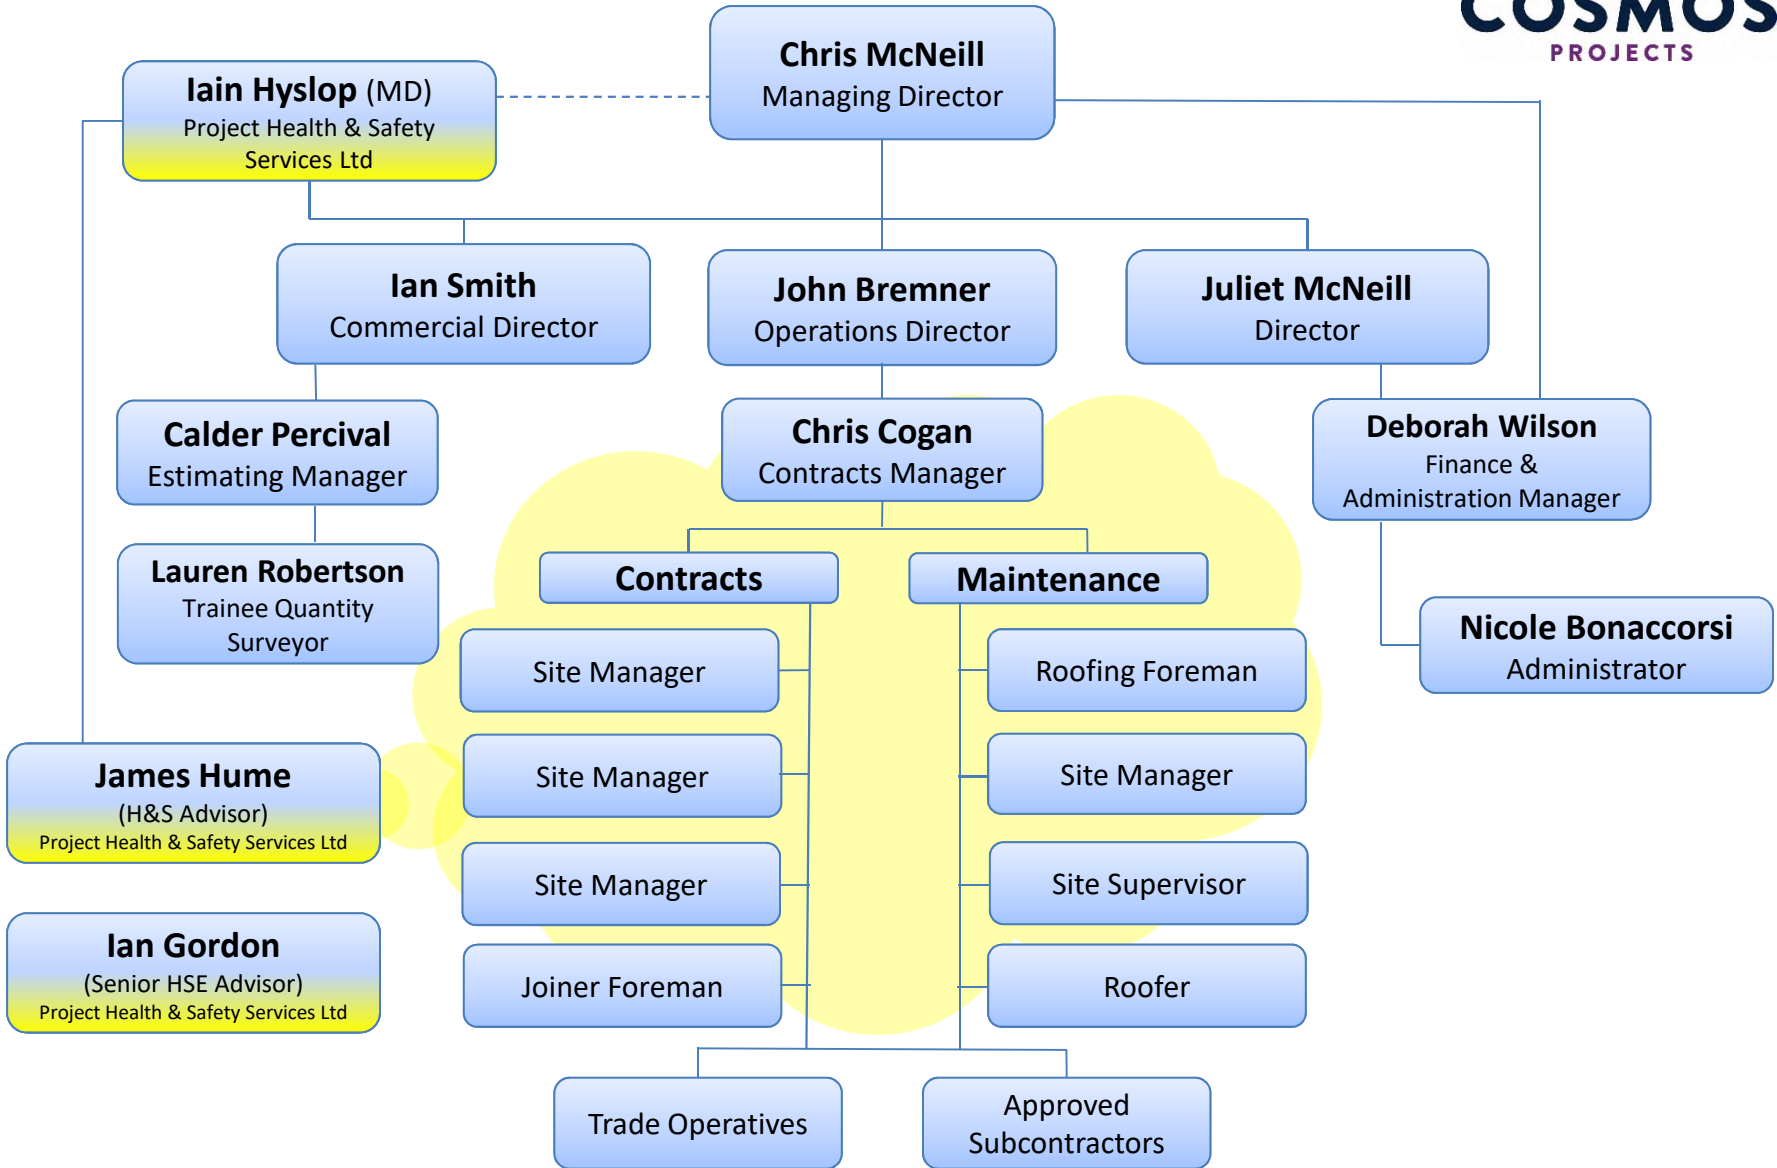 COSMOS
PROJECTS
Chris McNeill
Managing Director
Iain Hyslop (MD)
Project Health & Safety
Services Ltd
Ian Smith
Commercial Director
John Bremner
Operations Director
Juliet McNeill
Director
Calder Percival
Estimating Manager
Chris Cogan
Contracts Manager
Deborah Wilson
Finance &
Administration Manager
Lauren Robertson
Trainee Quantity
Surveyor
Contracts
Maintenance
Nicole Bonaccorsi
Administrator
Site Manager
Roofing Foreman
Site Manager
Site Manager
Site Manager
Site Supervisor
Joiner Foreman
Roofer
James Hume
(H&S Advisor)
Project Health & Safety Services Ltd
Ian Gordon
(Senior HSE Advisor)
Project Health & Safety Services Ltd
Trade Operatives
Approved
Subcontractors